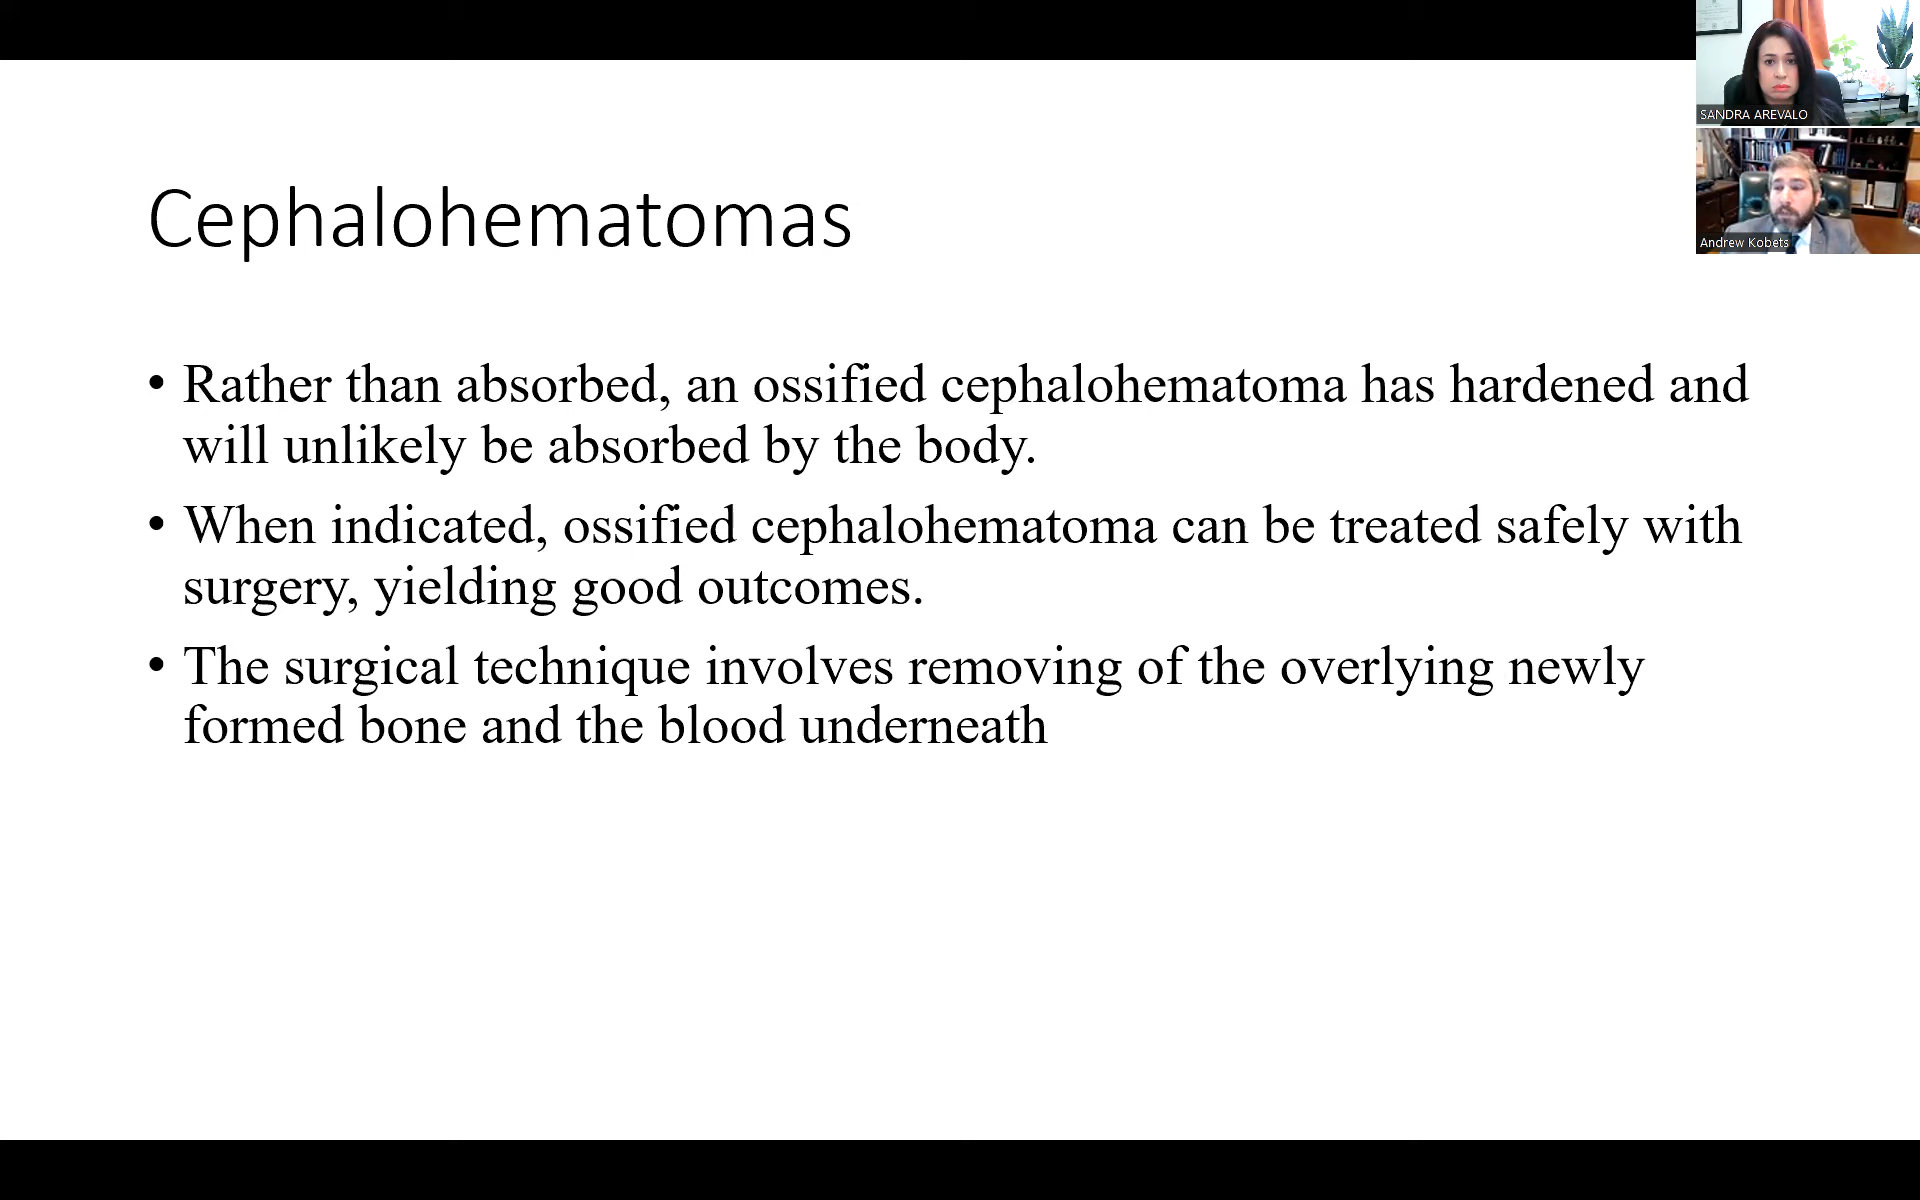 Cephalohematomas
• Rather than absorbed, an ossified cephalohematoma has hardened and
will unlikely be absorbed by the body.
• When indicated, ossified cephalohematoma can be treated safely with
surgery, yielding good outcomes.
• The surgical technique involves removing of the overlying newly
formed bone and the blood underneath
SANDRA AREVALO
Andrew Kobets